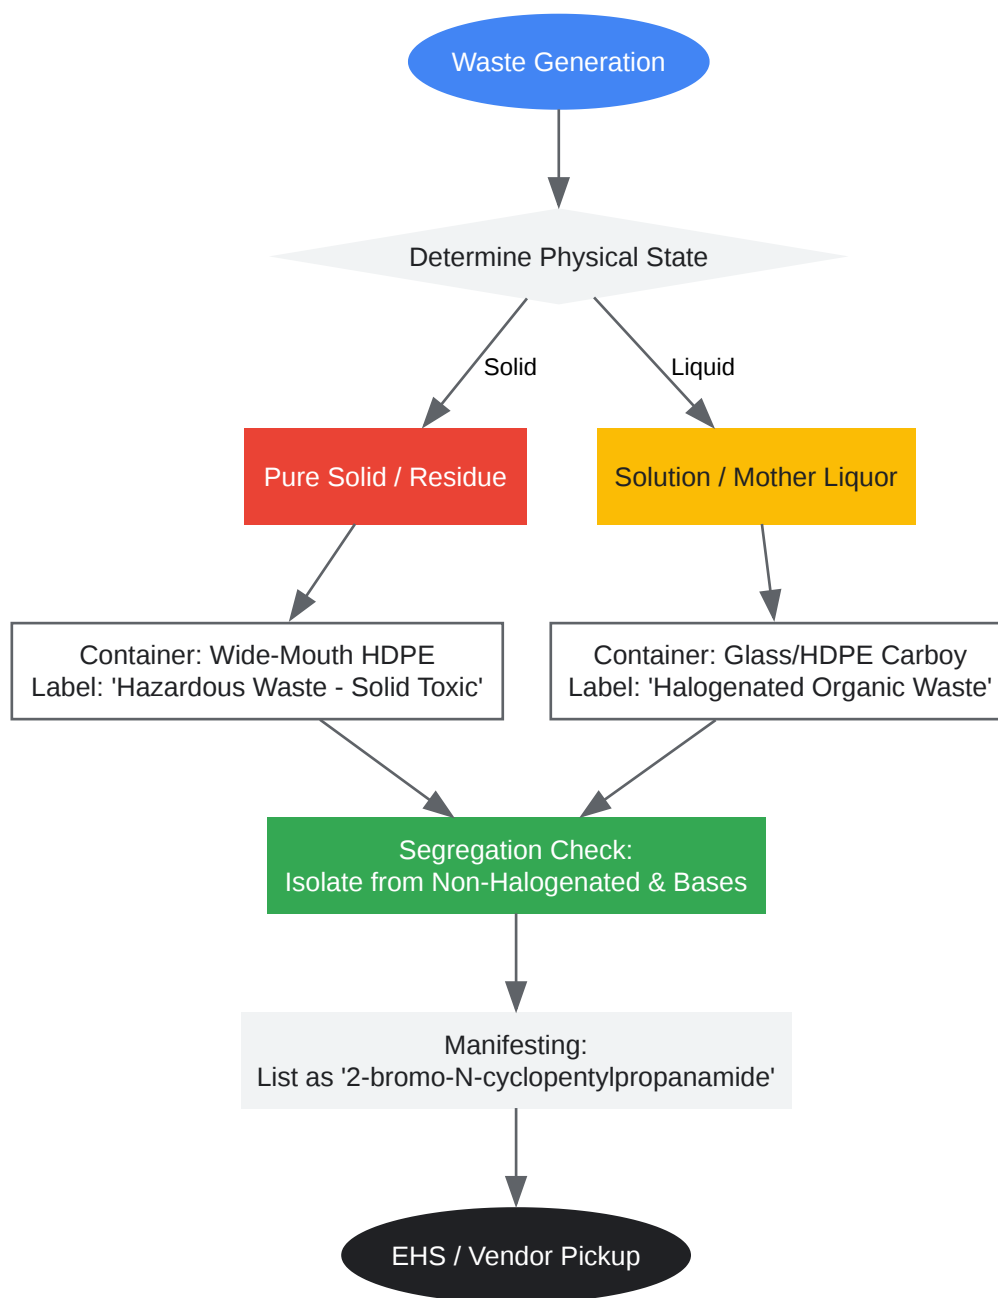 Waste Generation
Determine Physical State
Solid
Liquid
Pure Solid / Residue
Solution / Mother Liquor
Container: Wide-Mouth HDPE
Label: 'Hazardous Waste - Solid Toxic'
Container: Glass/HDPE Carboy
Label: 'Halogenated Organic Waste'
Segregation Check:
Isolate from Non-Halogenated & Bases
Manifesting:
List as '2-bromo-N-cyclopentylpropanamide'
EHS / Vendor Pickup